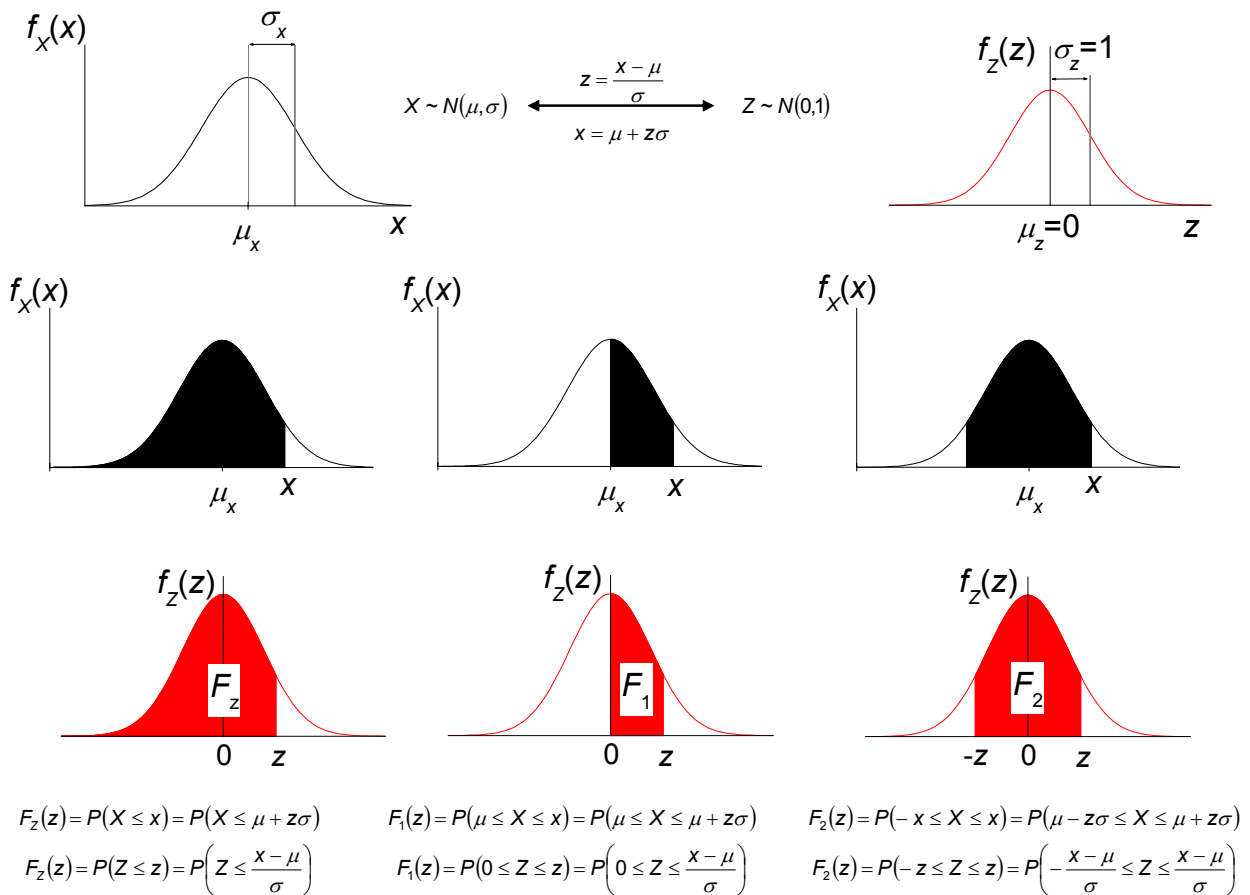 f_X(x) σ_x
z = (x − μ)/σ
X ~ N(μ,σ) Z ~ N(0,1)
x = μ + zσ
μ_x x
f_Z(z) σ_z=1
μ_z=0 z
f_X(x) f_X(x) f_X(x)
μ_x x μ_x x μ_x x
f_Z(z) f_Z(z) f_Z(z)
F_z F_1 F_2
0 z 0 z -z 0 z
F_Z(z) = P(X ≤ x) = P(X ≤ μ + zσ)
F_Z(z) = P(Z ≤ z) = P(Z ≤ (x − μ)/σ)
F_1(z) = P(μ ≤ X ≤ x) = P(μ ≤ X ≤ μ + zσ)
F_1(z) = P(0 ≤ Z ≤ z) = P(0 ≤ Z ≤ (x − μ)/σ)
F_2(z) = P(− x ≤ X ≤ x) = P(μ − zσ ≤ X ≤ μ + zσ)
F_2(z) = P(− z ≤ Z ≤ z) = P(−(x − μ)/σ ≤ Z ≤ (x − μ)/σ)